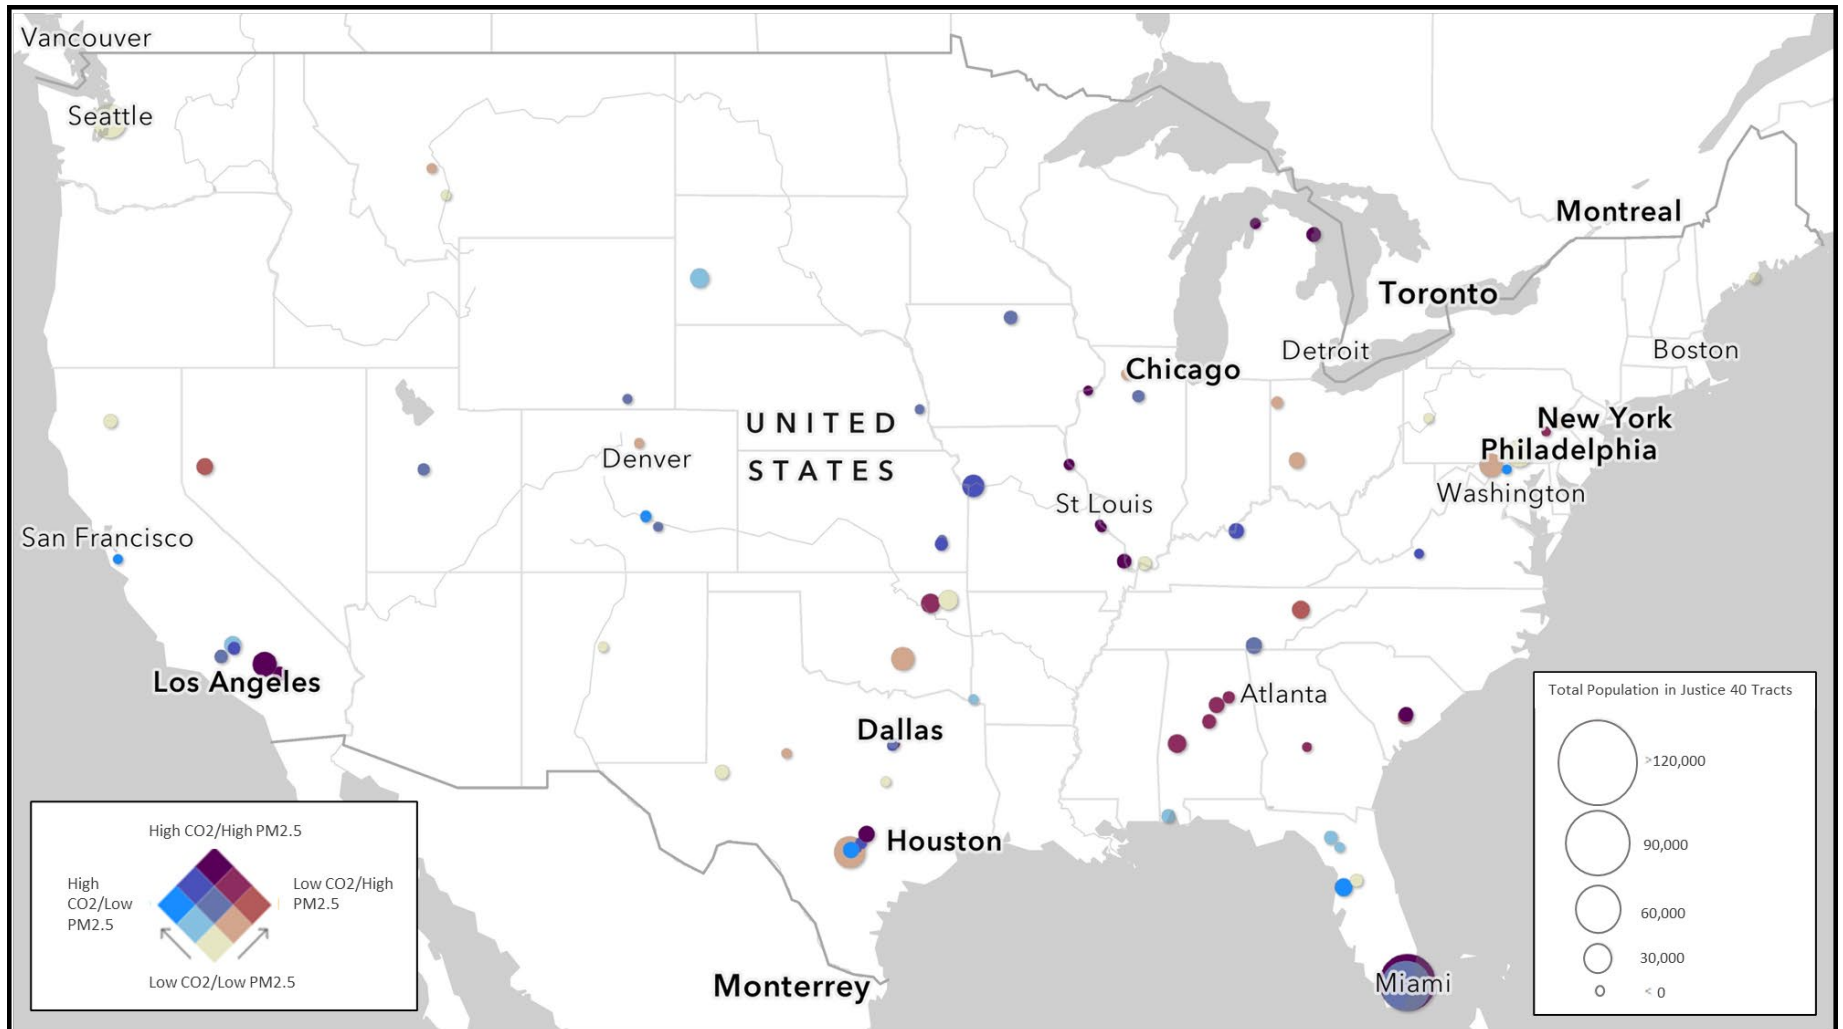 Vancouver
Seattle
Montreal
Toronto
Detroit
Boston
Chicago
UNITED
STATES
New York
Philadelphia
Denver
Washington
St Louis
San Francisco
Los Angeles
Atlanta
Dallas
Houston
Monterrey
Miami
High CO2/High PM2.5
High
CO2/Low
PM2.5
Low CO2/High
PM2.5
Low CO2/Low PM2.5
Total Population in Justice 40 Tracts
>120,000
90,000
60,000
30,000
< 0